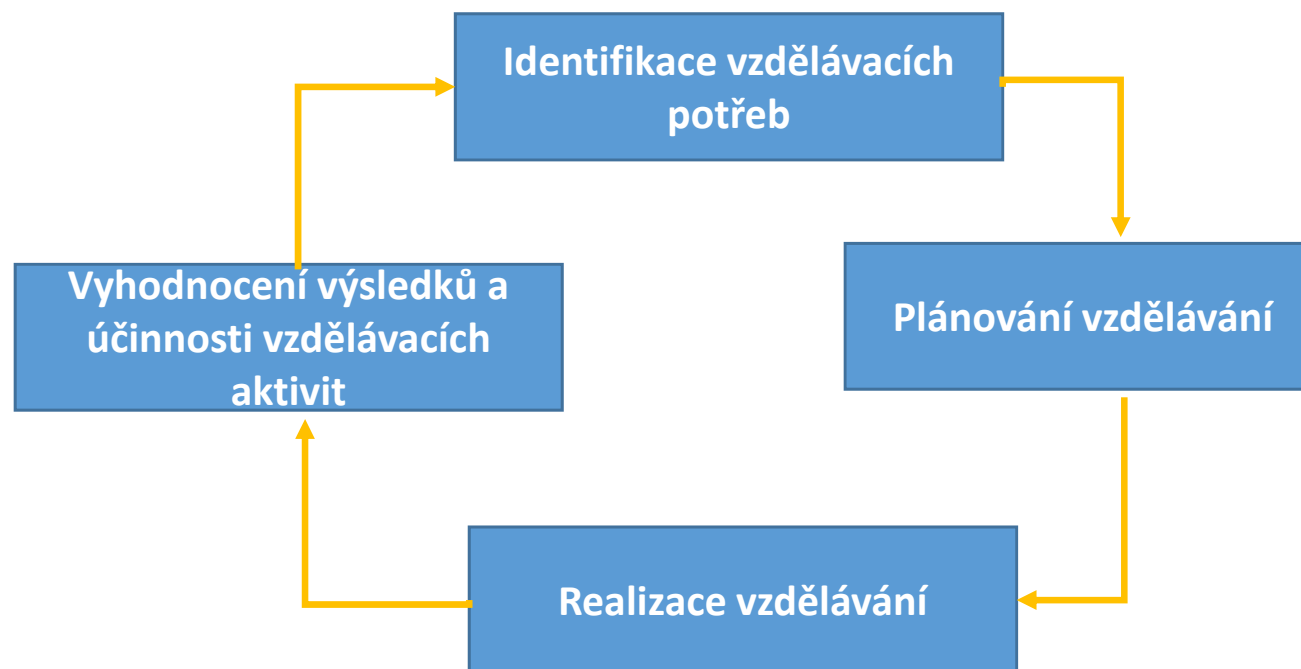 Identifikace vzdělávacích
potřeb
Plánování vzdělávání
Realizace vzdělávání
Vyhodnocení výsledků a
účinnosti vzdělávacích
aktivit